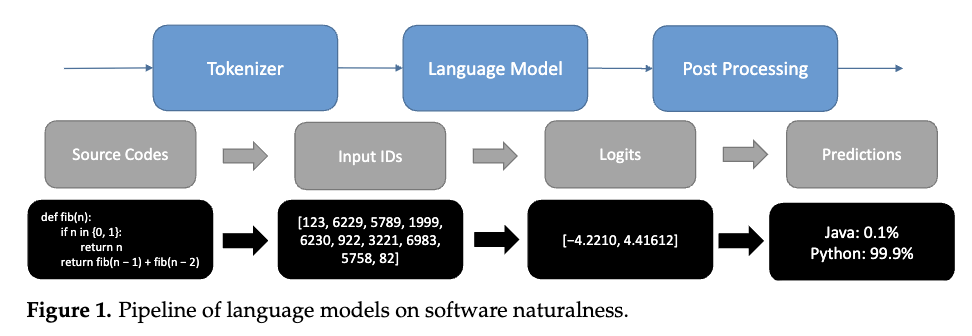 Tokenizer
Language Model
Post Processing
Source Codes
Input IDs
Logits
Predictions
def fib(n):
if n in {0, 1}:
return n
return fib(n – 1) + fib(n – 2)
[123, 6229, 5789, 1999,
6230, 922, 3221, 6983,
5758, 82]
[−4.2210, 4.41612]
Java: 0.1%
Python: 99.9%
Figure 1. Pipeline of language models on software naturalness.